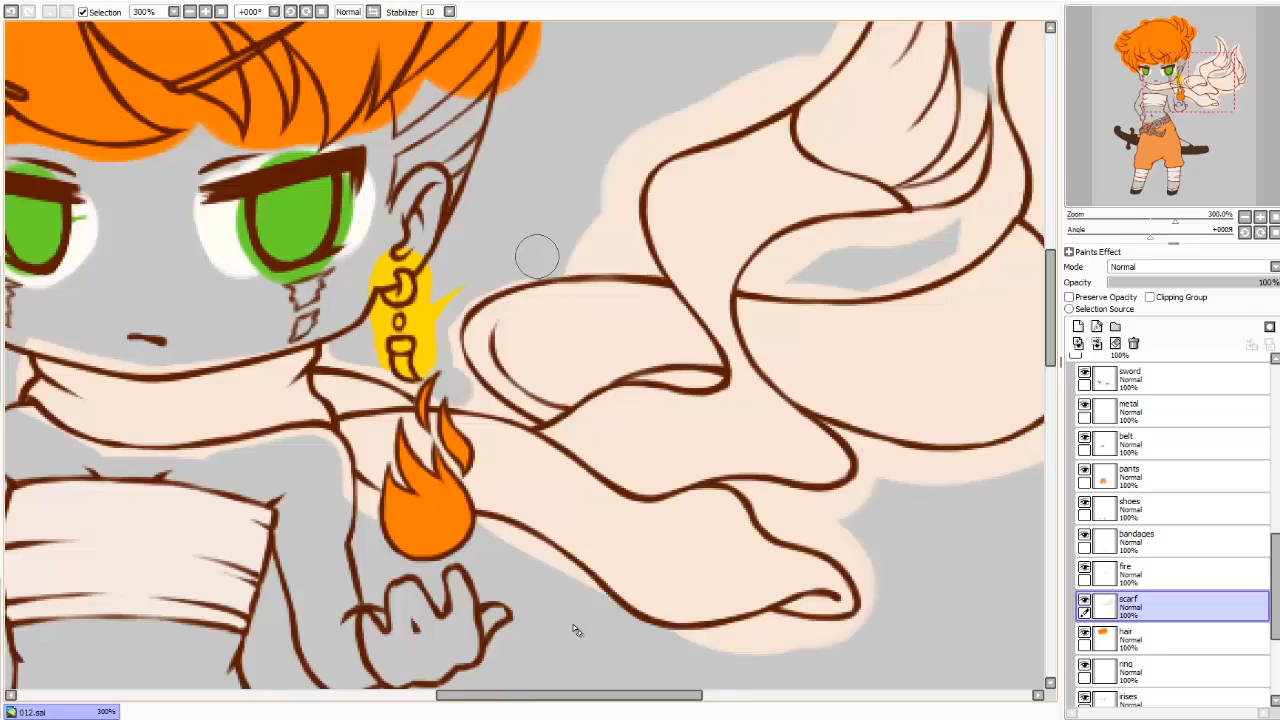 Selection 300% +000° Normal Stabilizer 10
Zoom 300.0%
Angle
Paints Effect
Mode Normal
Opacity 100%
Preserve Opacity Clipping Group
Selection Source
100%
sword
Normal
100%
metal
Normal
100%
belt
Normal
100%
pants
Normal
100%
shoes
Normal
100%
bandages
Normal
100%
fire
Normal
100%
scarf
Normal
100%
hair
Normal
100%
ring
Normal
100%
irises
Normal
012.sai 300%